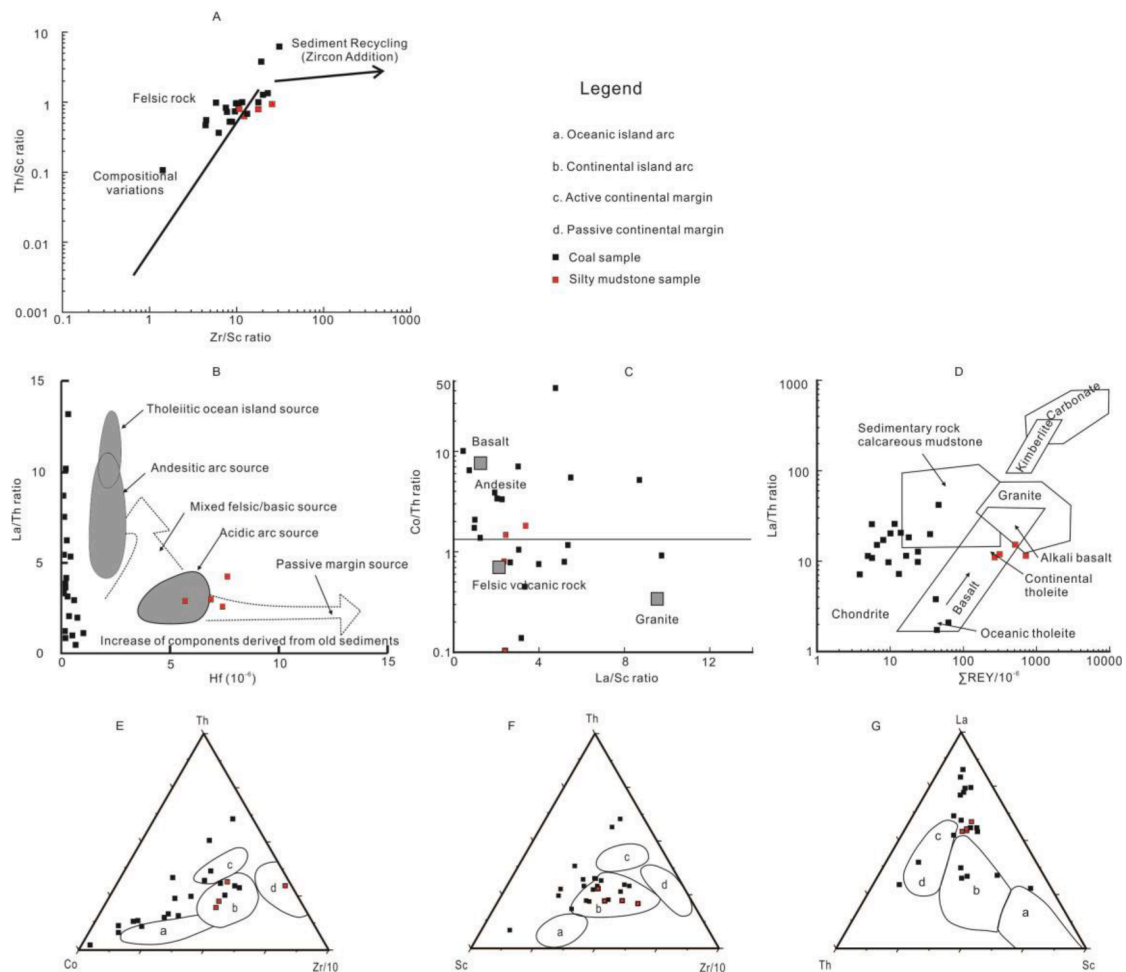 A
10
1
0.1
0.01
0.001
Th/Sc ratio
Sediment Recycling
(Zircon Addition)
Felsic rock
Compositional
variations
0.1
1
10
100
1000
Zr/Sc ratio
Legend
a. Oceanic island arc
b. Continental island arc
c. Active continental margin
d. Passive continental margin
Coal sample
Silty mudstone sample
B
15
10
5
0
La/Th ratio
Tholeiitic ocean island source
Andesitic arc source
Mixed felsic/basic source
Acidic arc source
Passive margin source
Increase of components derived from old sediments
5
10
15
Hf (10-6)
C
50
10
1
0.1
Co/Th ratio
Basalt
Andesite
Felsic volcanic rock
Granite
0
4
8
12
La/Sc ratio
D
1000
100
10
1
La/Th ratio
Carbonate
Kimberlite
Sedimentary rock
calcareous mudstone
Granite
Alkali basalt
Continental
tholeite
Basalt
Chondrite
Oceanic tholeite
1
10
100
1000
10000
∑REY/10-6
E
Th
c
d
b
a
Co
Zr/10
F
Th
c
d
b
a
Sc
Zr/10
G
La
c
d
b
a
Th
Sc